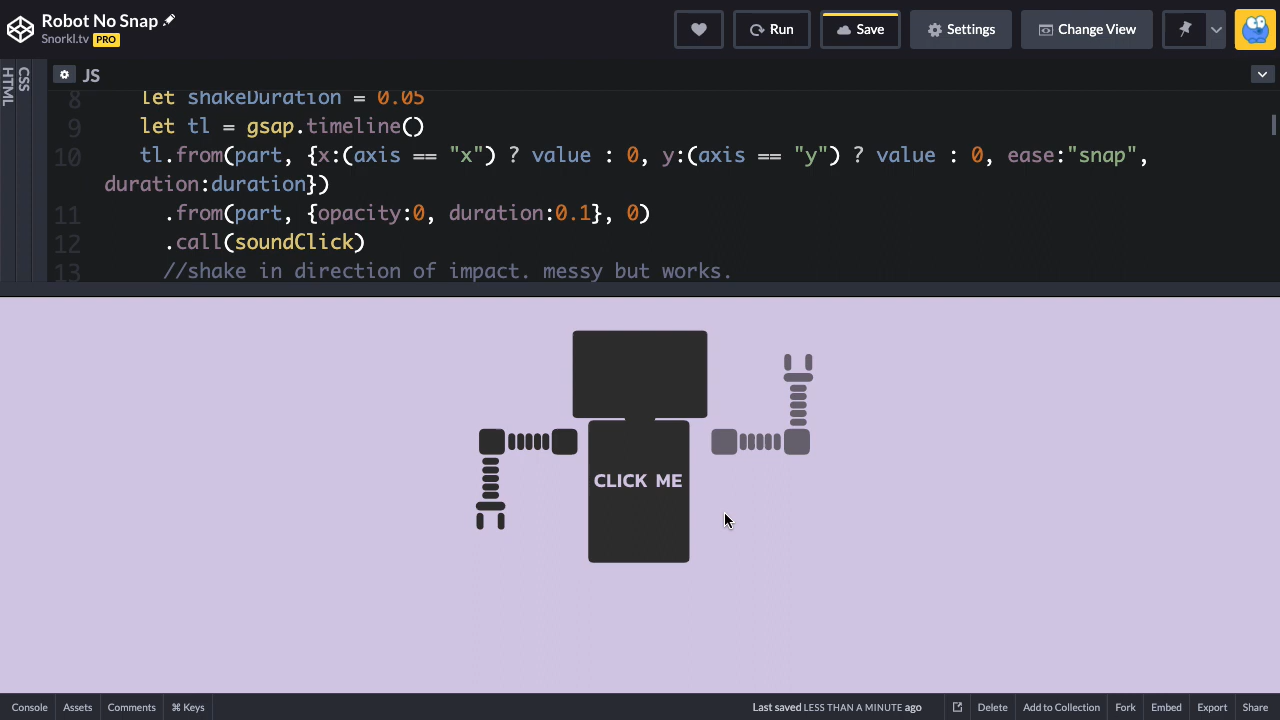 Robot No Snap
Snorkl.tv PRO
Run
Save
Settings
Change View
HTML
CSS
JS
8 let shakeDuration = 0.05
9 let tl = gsap.timeline()
10 tl.from(part, {x:(axis == "x") ? value : 0, y:(axis == "y") ? value : 0, ease:"snap",
duration:duration})
11 .from(part, {opacity:0, duration:0.1}, 0)
12 .call(soundClick)
13 //shake in direction of impact. messy but works.
CLICK ME
Console Assets Comments ⌘ Keys Last saved LESS THAN A MINUTE ago Delete Add to Collection Fork Embed Export Share